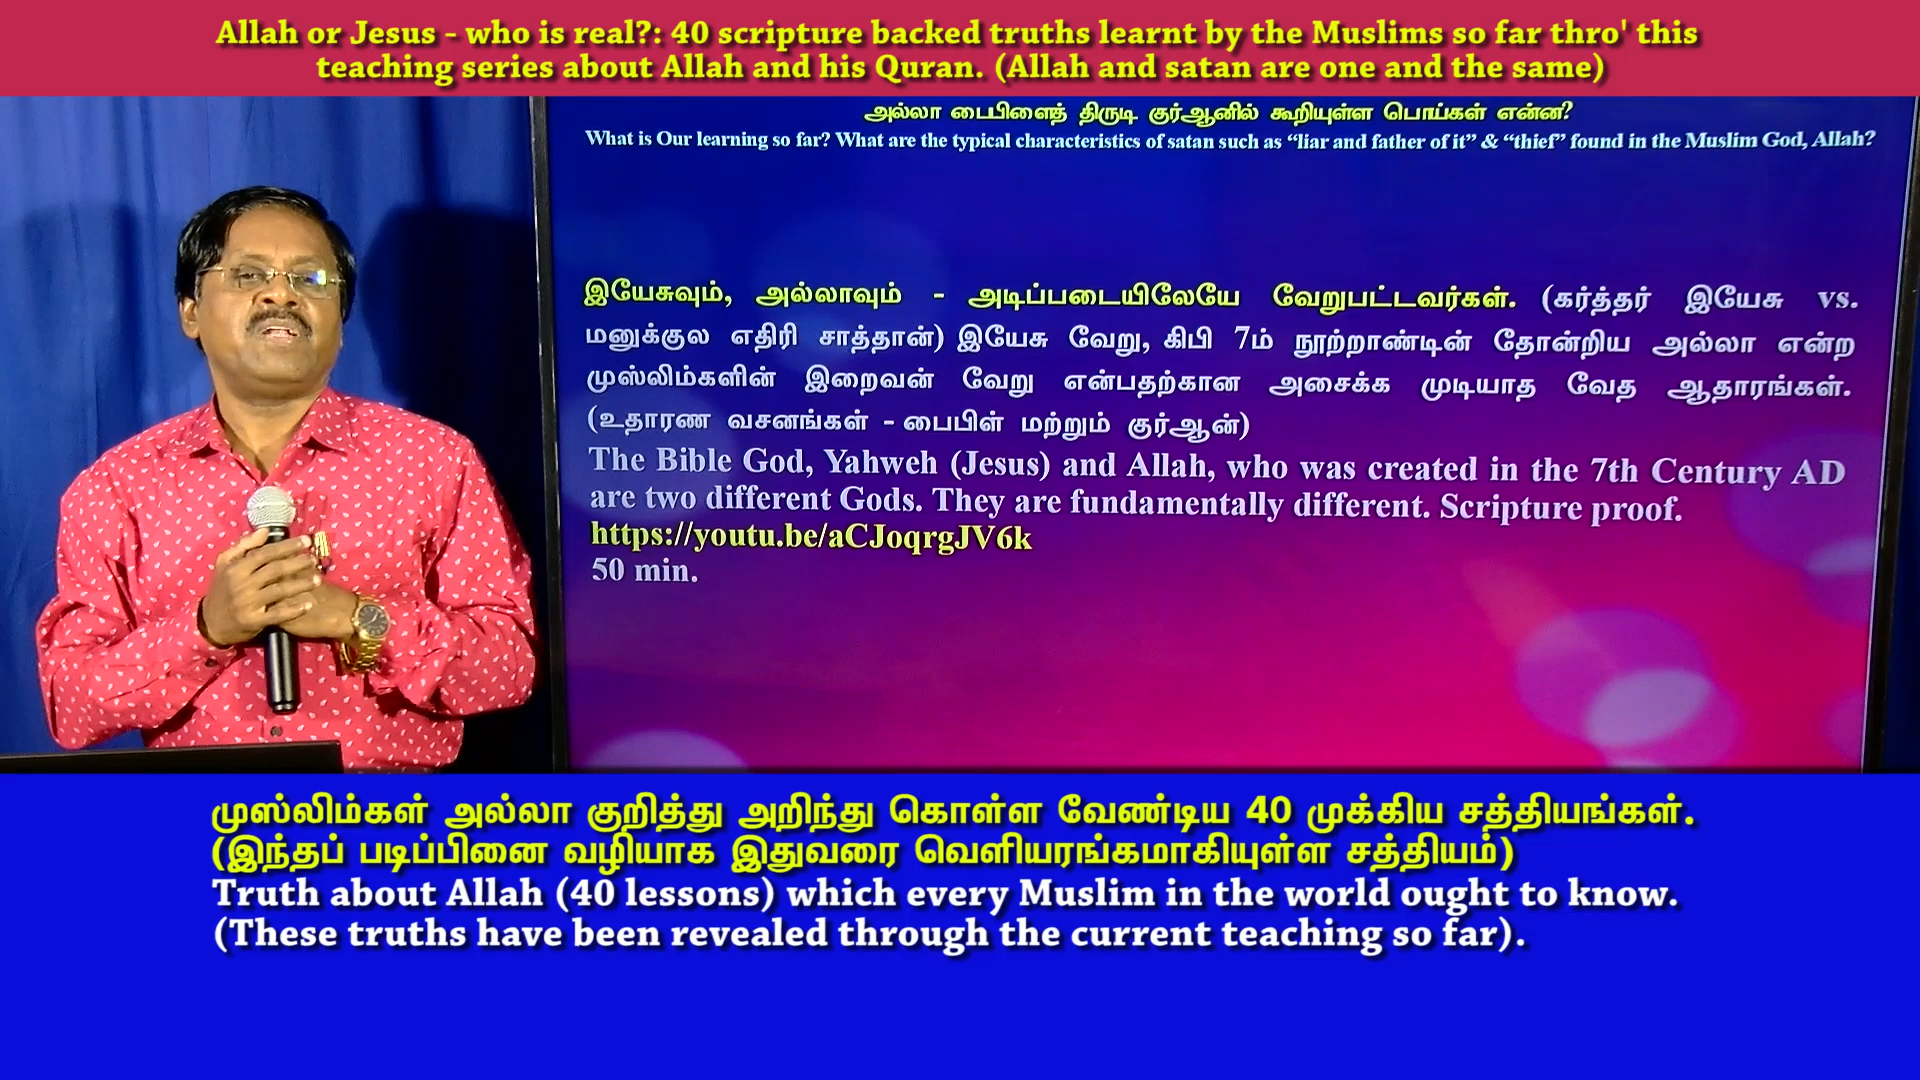 Allah or Jesus - who is real?: 40 scripture backed truths learnt by the Muslims so far thro' this
teaching series about Allah and his Quran. (Allah and satan are one and the same)
அல்லா பைபிளைத் திருடி குர்ஆனில் கூறியுள்ள பொய்கள் என்ன?
What is Our learning so far? What are the typical characteristics of satan such as “liar and father of it” & “thief” found in the Muslim God, Allah?
இயேசுவும், அல்லாவும் - அடிப்படையிலேயே வேறுபட்டவர்கள். (கர்த்தர் இயேசு vs.
மனுக்குல எதிரி சாத்தான்) இயேசு வேறு, கிபி 7ம் நூற்றாண்டின் தோன்றிய அல்லா என்ற
முஸ்லிம்களின் இறைவன் வேறு என்பதற்கான அசைக்க முடியாத வேத ஆதாரங்கள்.
(உதாரண வசனங்கள் - பைபிள் மற்றும் குர்ஆன்)
The Bible God, Yahweh (Jesus) and Allah, who was created in the 7th Century AD
are two different Gods. They are fundamentally different. Scripture proof.
https://youtu.be/aCJoqrgJV6k
50 min.
முஸ்லிம்கள் அல்லா குறித்து அறிந்து கொள்ள வேண்டிய 40 முக்கிய சத்தியங்கள்.
(இந்தப் படிப்பினை வழியாக இதுவரை வெளியரங்கமாகியுள்ள சத்தியம்)
Truth about Allah (40 lessons) which every Muslim in the world ought to know.
(These truths have been revealed through the current teaching so far).